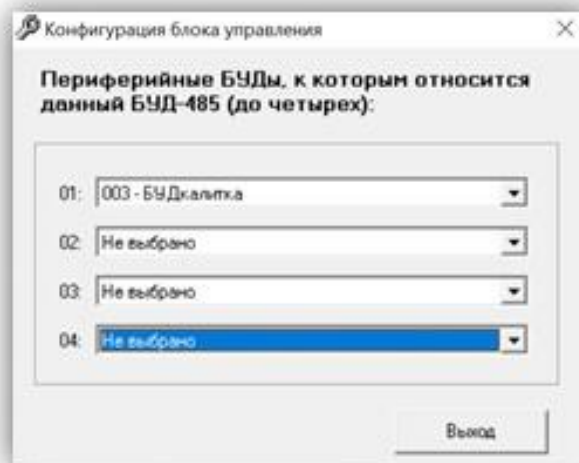 Конфигурация блока управления
Периферийные БУДы, к которым относится
данный БУД-485 (до четырех):
01: 003 - БУДкалитка
02: Не выбрано
03: Не выбрано
04: Не выбрано
Выход